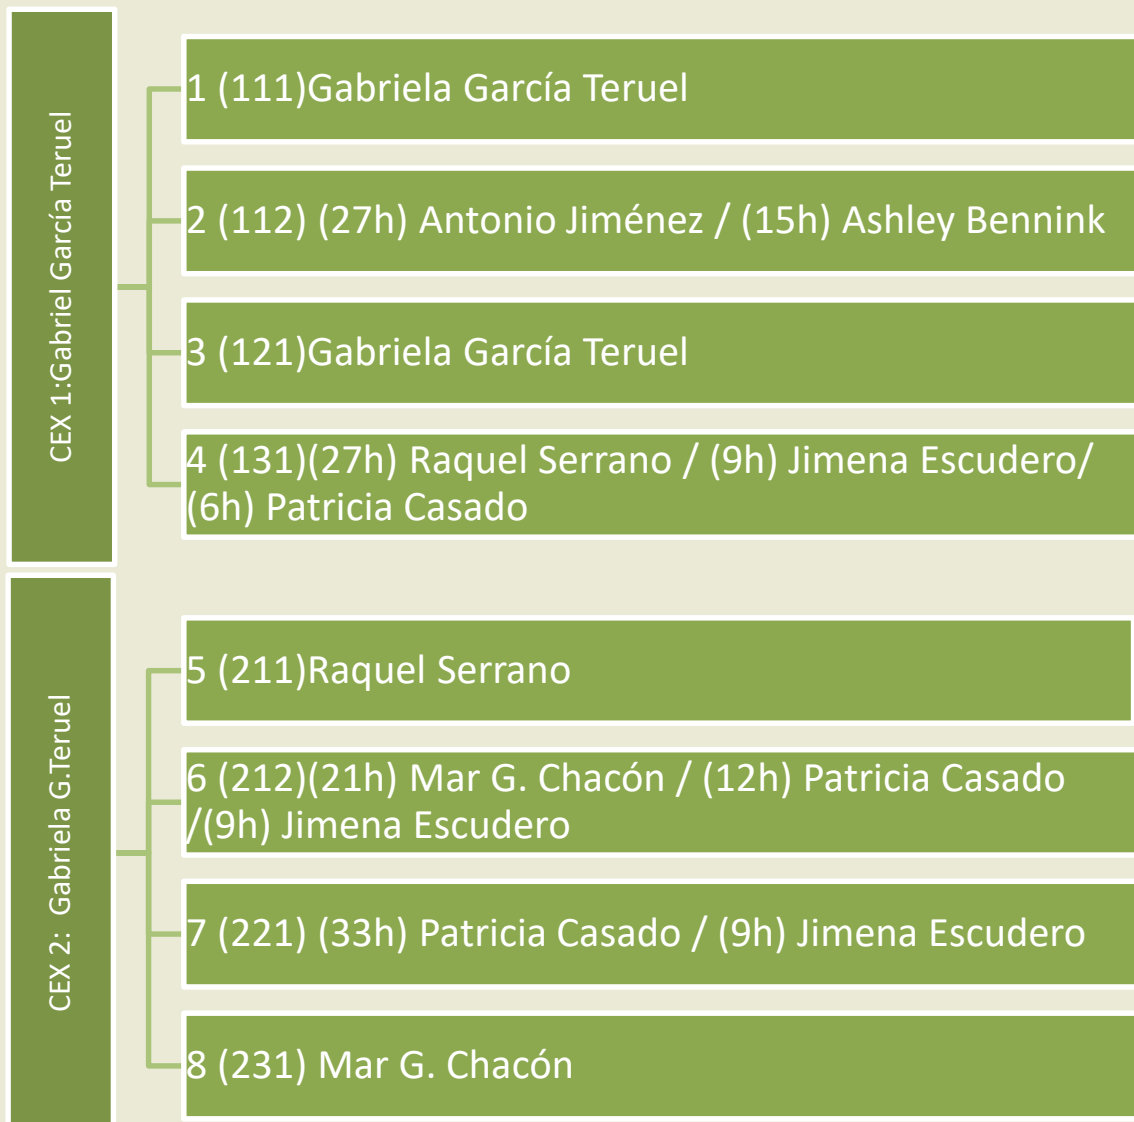 CEX 1:Gabriel García Teruel
1 (111)Gabriela García Teruel
2 (112) (27h) Antonio Jiménez / (15h) Ashley Bennink
3 (121)Gabriela García Teruel
4 (131)(27h) Raquel Serrano / (9h) Jimena Escudero/
(6h) Patricia Casado
CEX 2: Gabriela G.Teruel
5 (211)Raquel Serrano
6 (212)(21h) Mar G. Chacón / (12h) Patricia Casado
/(9h) Jimena Escudero
7 (221) (33h) Patricia Casado / (9h) Jimena Escudero
8 (231) Mar G. Chacón